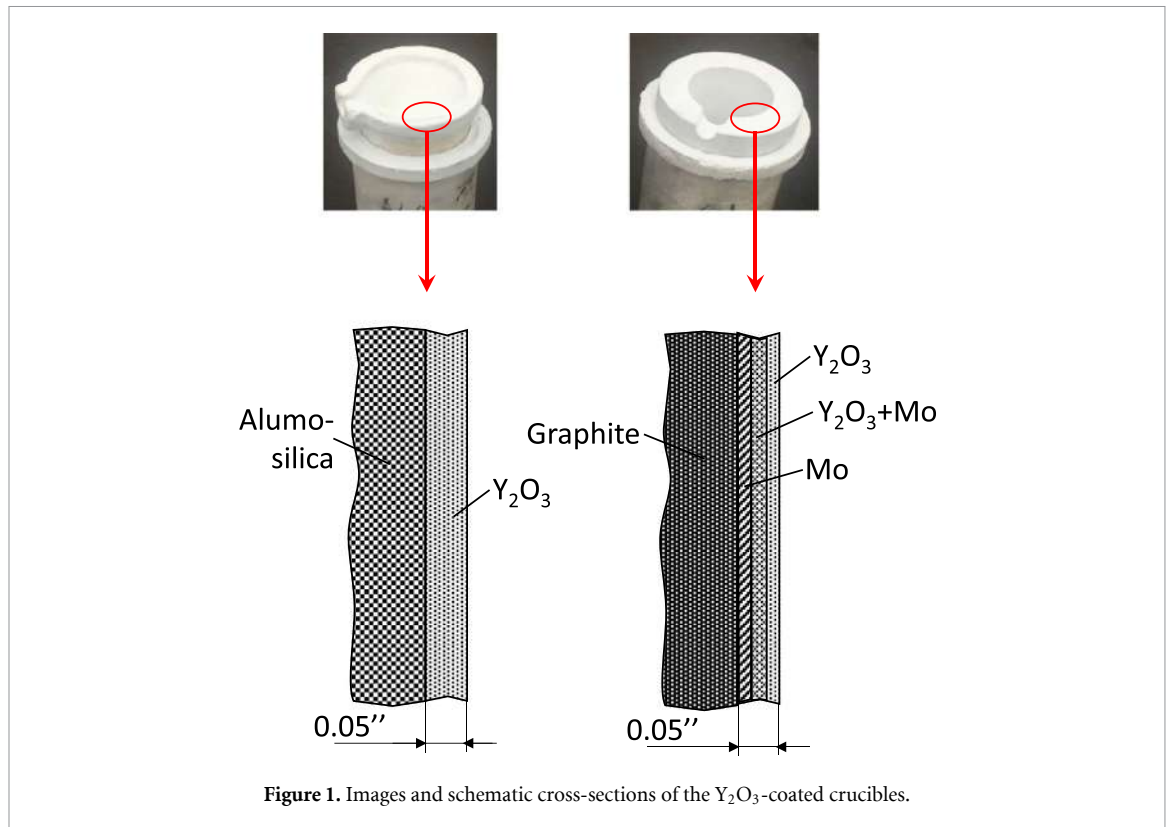 Alumo-
silica
Y₂O₃
0.05’’
Graphite
Y₂O₃
Y₂O₃+Mo
Mo
0.05’’
Figure 1. Images and schematic cross-sections of the Y₂O₃-coated crucibles.